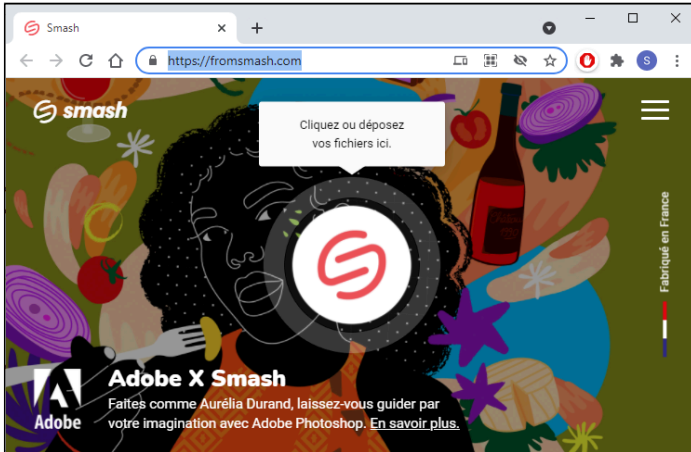 Smash
https://fromsmash.com
S
smash
Cliquez ou déposez
vos fichiers ici.
Fabriqué en France
Adobe X Smash
Faites comme Aurélia Durand, laissez-vous guider par
votre imagination avec Adobe Photoshop. En savoir plus.
Adobe